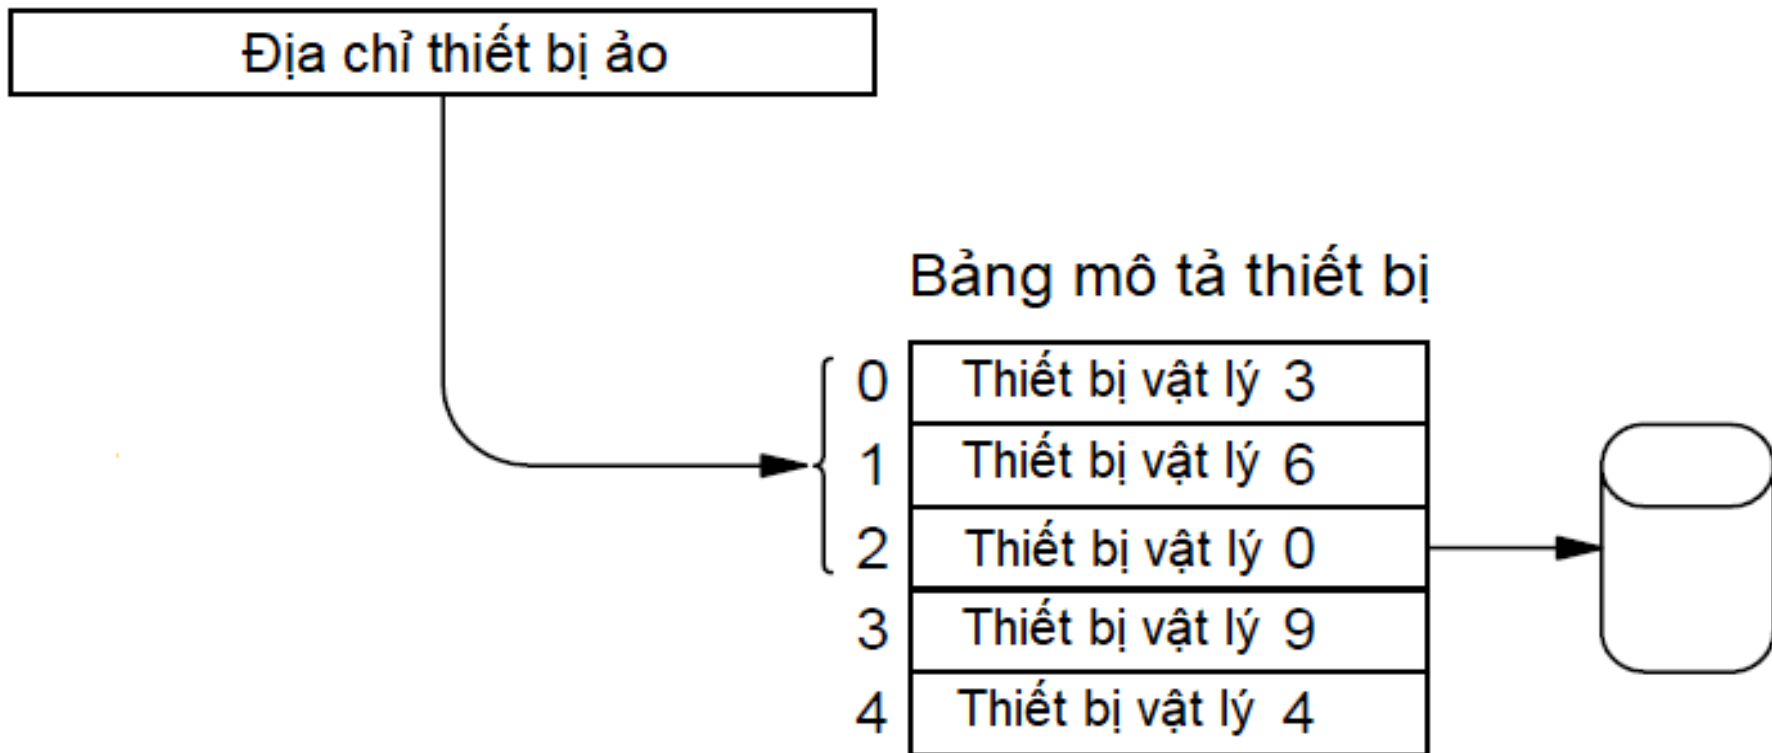 Địa chỉ thiết bị ảo
Bảng mô tả thiết bị
0 Thiết bị vật lý 3
1 Thiết bị vật lý 6
2 Thiết bị vật lý 0
3 Thiết bị vật lý 9
4 Thiết bị vật lý 4